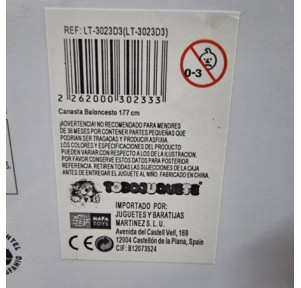 REF: LT-3023D3(LT-3023D3)
0-3
2 262000 302333
Canasta Baloncesto 177 cm
¡ADVERTENCIA! NO RECOMENDADO PARA MENORES
DE 36 MESES POR CONTENER PARTES PEQUEÑAS QUE
PODRÍAN SER TRAGADAS Y PRODUCIR ASFIXIA.
LOS COLORES Y ESPECIFICACIONES DEL PRODUCTO
PUEDEN VARIAR CON RESPECTO A LOS DE LA ILUSTRACION.
POR FAVOR CONSERVE ESTOS DATOS PARA POSTERIOR
REFERENCIA. RETIREN TODAS LAS SUJECCIONES DE LA CAJA
ANTES DE ENTREGAR EL JUGUETE AL NIÑO. FABRICADO EN CHINA.
TODOJUGUETE
IMPORTADO POR:
JUGUETES Y BARATIJAS
MARTINEZ S. L. U.
Avenida del Castell Vell, 169
12004 Castellón de la Plana, Spain
CIF: B12073524
MAPA
TOYS